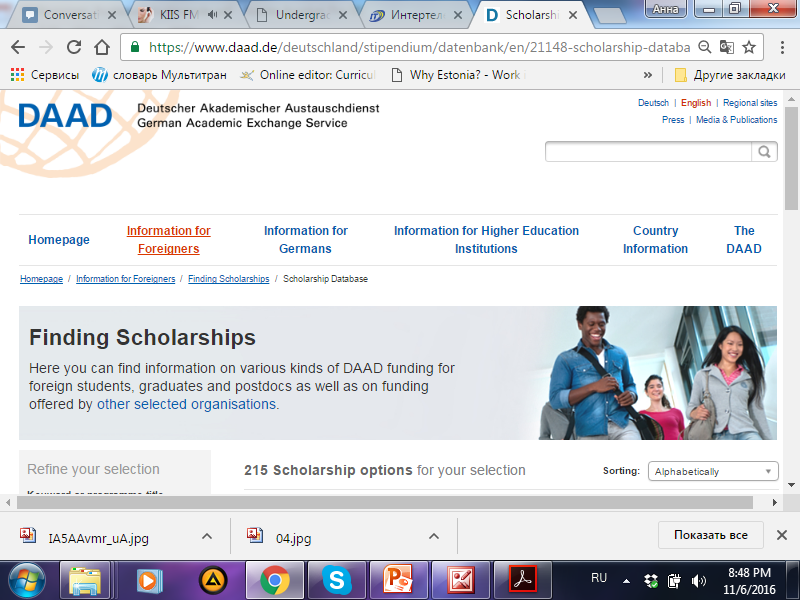 Conversat
KIIS FM
Undergrad
Интертел
Scholarshi
Анна
https://www.daad.de/deutschland/stipendium/datenbank/en/21148-scholarship-databa
Сервисы
словарь Мультитран
Online editor: Curricul
Why Estonia? - Work
»
Другие закладки
DAAD
Deutscher Akademischer Austauschdienst
German Academic Exchange Service
Deutsch | English | Regional sites
Press | Media & Publications
Homepage
Information for
Foreigners
Information for
Germans
Information for Higher Education
Institutions
Country
Information
The
DAAD
Homepage / Information for Foreigners / Finding Scholarships / Scholarship Database
Finding Scholarships
Here you can find information on various kinds of DAAD funding for
foreign students, graduates and postdocs as well as on funding
offered by other selected organisations.
Refine your selection
Keyword or programme title
215 Scholarship options for your selection
Sorting:
Alphabetically
IA5AAvmr_uA.jpg
04.jpg
Показать все
RU
8:48 PM
11/6/2016